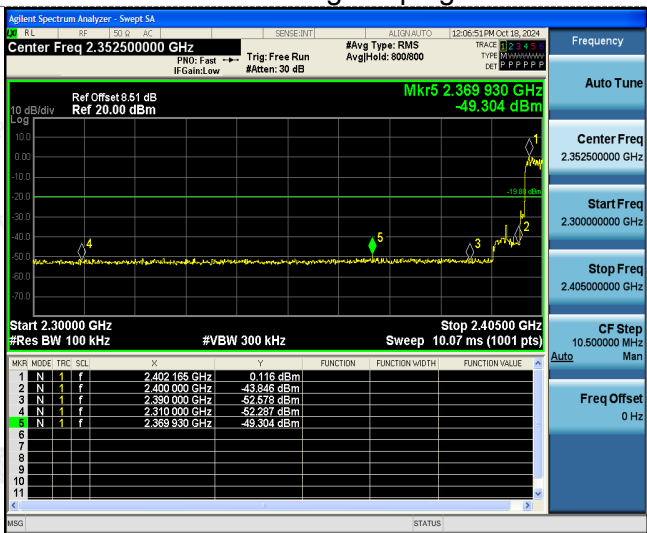 Agilent Spectrum Analyzer - Swept SA
LXI RL RF 50 Ω AC SENSE:INT ALIGN AUTO 12:06:51 PM Oct 18, 2024
Center Freq 2.352500000 GHz
PNO: Fast
IFGain:Low
Trig: Free Run
#Atten: 30 dB
#Avg Type: RMS
Avg|Hold: 800/800
TRACE 1 2 3 4 5 6
TYPE MWWWWW
DET P P P P P P
Ref Offset 8.51 dB
Ref 20.00 dBm
10 dB/div
Log
Mkr5 2.369 930 GHz
-49.304 dBm
10.0
0.00
-10.0
-20.0
-30.0
-40.0
-50.0
-60.0
-70.0
-19.88 dBm
1
2
3
4
5
Start 2.30000 GHz
Stop 2.40500 GHz
#Res BW 100 kHz
#VBW 300 kHz
Sweep 10.07 ms (1001 pts)
MKR MODE TRC SCL X Y FUNCTION FUNCTION WIDTH FUNCTION VALUE
1 N 1 f 2.402 165 GHz 0.116 dBm
2 N 1 f 2.400 000 GHz -43.846 dBm
3 N 1 f 2.390 000 GHz -52.578 dBm
4 N 1 f 2.310 000 GHz -52.287 dBm
5 N 1 f 2.369 930 GHz -49.304 dBm
6
7
8
9
10
11
MSG STATUS
Frequency
Auto Tune
Center Freq
2.352500000 GHz
Start Freq
2.300000000 GHz
Stop Freq
2.405000000 GHz
CF Step
10.500000 MHz
Auto Man
Freq Offset
0 Hz